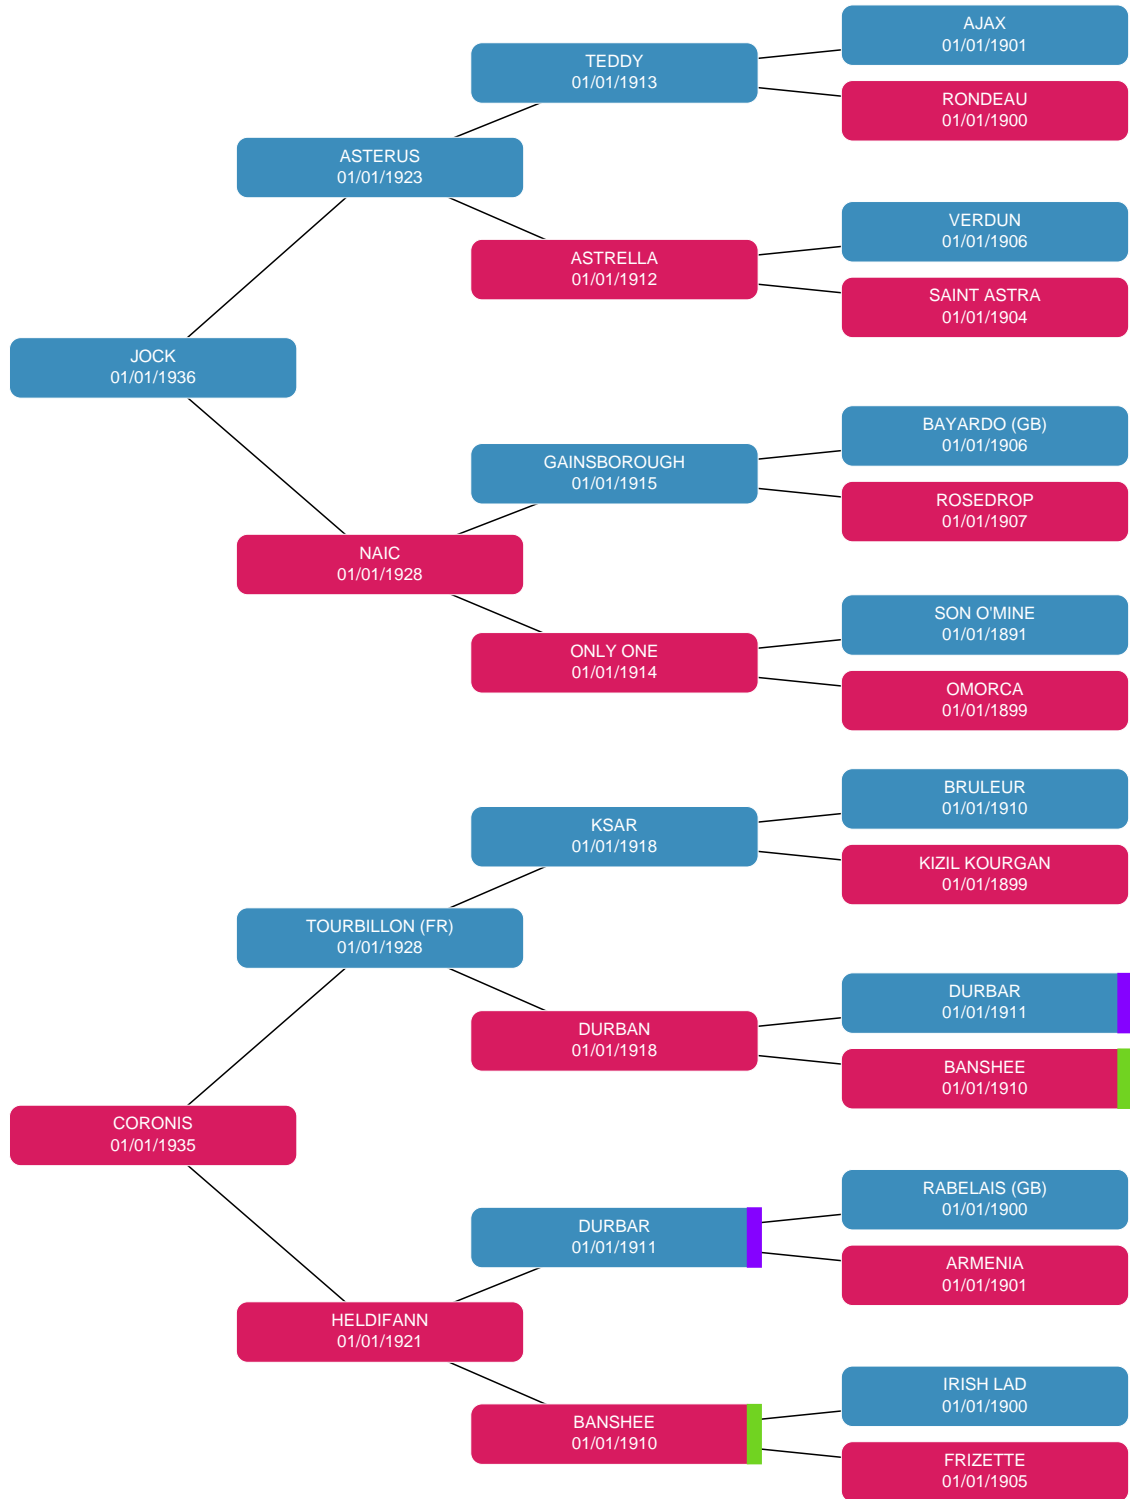 AJAX
01/01/1901
TEDDY
01/01/1913
RONDEAU
01/01/1900
ASTERUS
01/01/1923
VERDUN
01/01/1906
ASTRELLA
01/01/1912
SAINT ASTRA
01/01/1904
JOCK
01/01/1936
BAYARDO (GB)
01/01/1906
GAINSBOROUGH
01/01/1915
ROSEDROP
01/01/1907
NAIC
01/01/1928
SON O'MINE
01/01/1891
ONLY ONE
01/01/1914
OMORCA
01/01/1899
BRULEUR
01/01/1910
KSAR
01/01/1918
KIZIL KOURGAN
01/01/1899
TOURBILLON (FR)
01/01/1928
DURBAR
01/01/1911
DURBAN
01/01/1918
BANSHEE
01/01/1910
CORONIS
01/01/1935
RABELAIS (GB)
01/01/1900
DURBAR
01/01/1911
ARMENIA
01/01/1901
HELDIFANN
01/01/1921
IRISH LAD
01/01/1900
BANSHEE
01/01/1910
FRIZETTE
01/01/1905